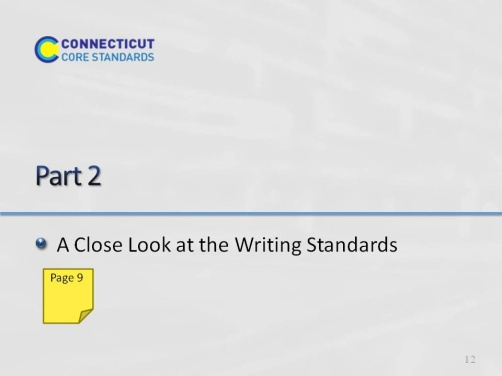 CONNECTICUT
CORE STANDARDS
Part 2
A Close Look at the Writing Standards
Page 9
12